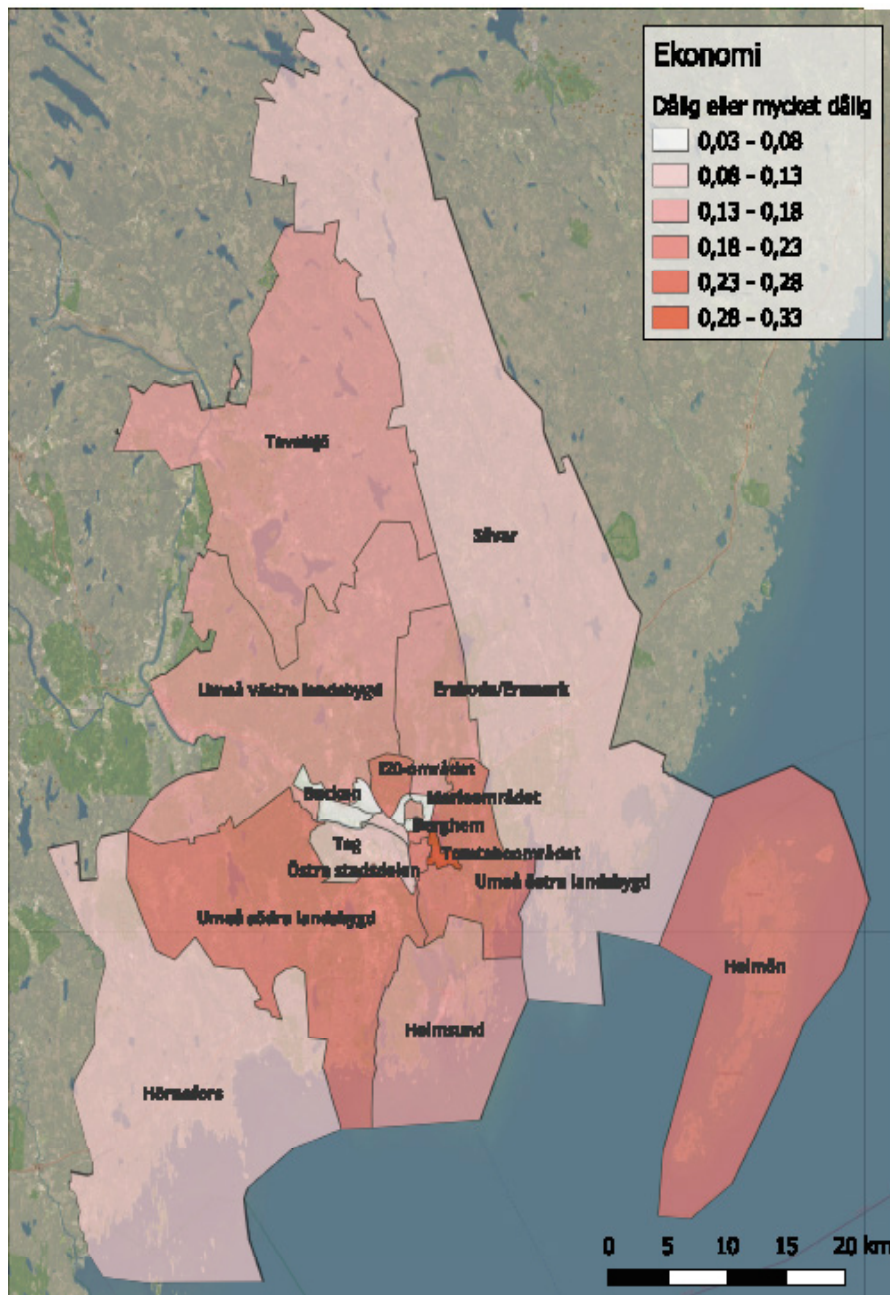 Ekonomi
Dålig eller mycket dålig
0,03 - 0,08
0,08 - 0,13
0,13 - 0,18
0,18 - 0,23
0,23 - 0,28
0,28 - 0,33
Tavelsjö
Sävar
Umeå västra landsbygd
Ersboda/Ersmark
E20-området
Backen
Marieområdet
Berghem
Teg
Tomteboområdet
Östra stadsdelen
Umeå östra landsbygd
Umeå södra landsbygd
Holmön
Holmsund
Hörnefors
0 5 10 15 20 km